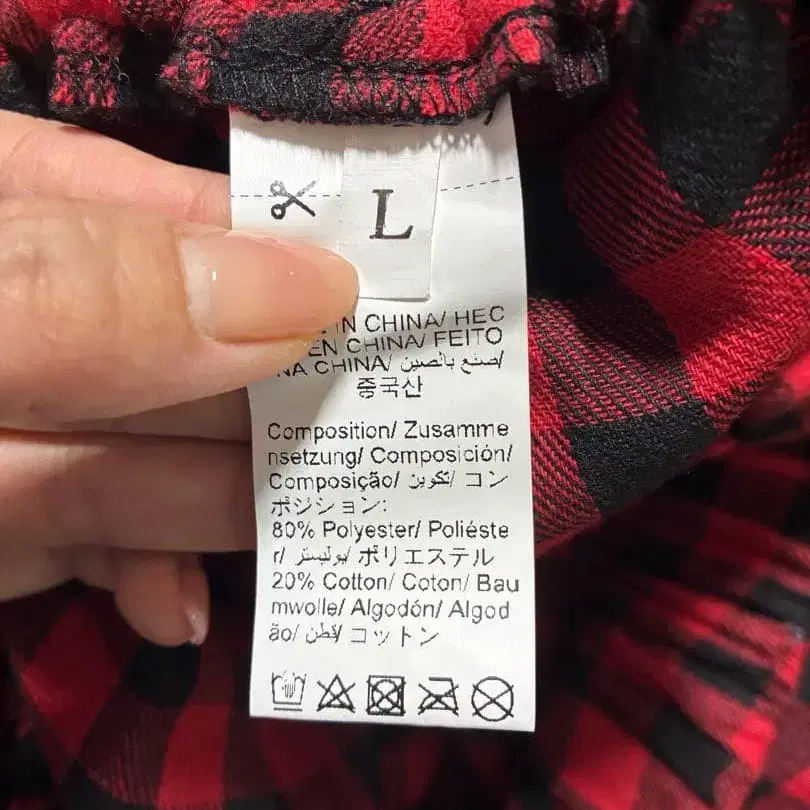 L
IN CHINA/ HEC
EN CHINA/ FEITO
NA CHINA/ صنع بالصين/
중국산
Composition/ Zusamme
nsetzung/ Composición/
Composição/ تكوين/ コン
ポジション:
80% Polyester/ Poliéste
r/ بوليستر/ ポリエステル
20% Cotton/ Coton/ Bau
mwolle/ Algodón/ Algod
ão/ قطن/ コットン